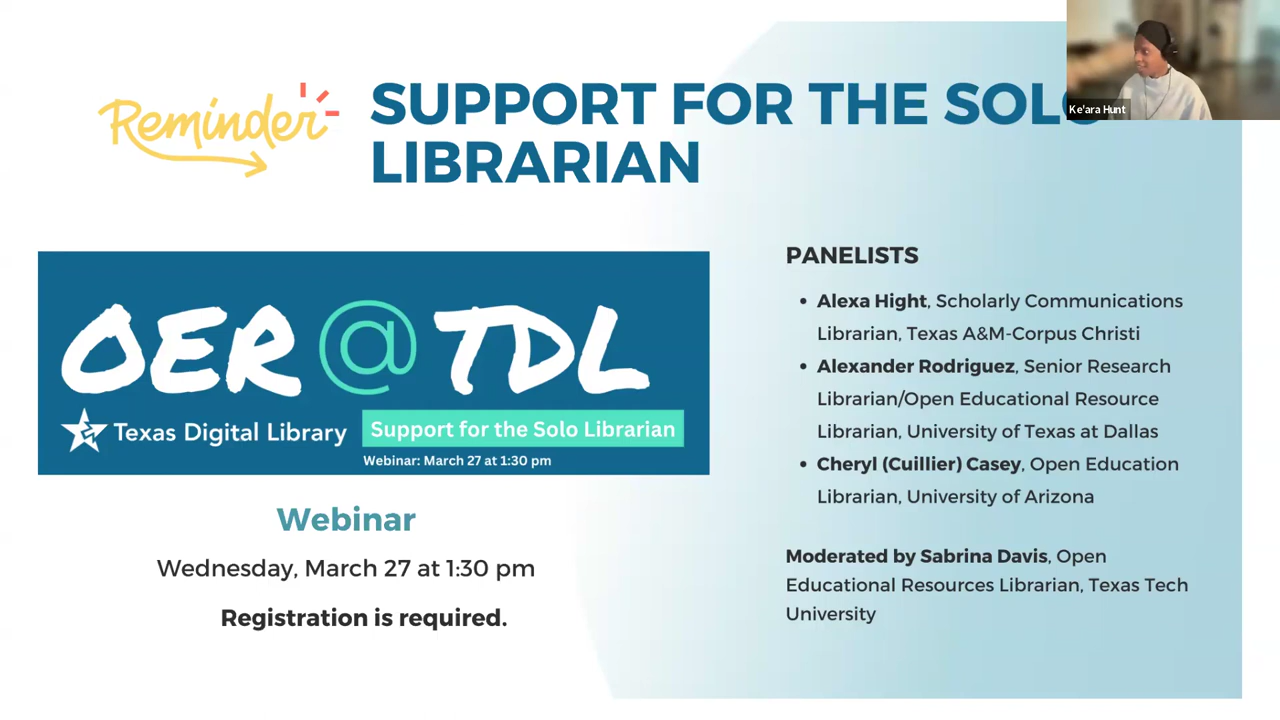 Reminder
SUPPORT FOR THE SOLO
LIBRARIAN
Ke'ara Hunt
OER @ TDL
Texas Digital Library
Support for the Solo Librarian
Webinar: March 27 at 1:30 pm
Webinar
Wednesday, March 27 at 1:30 pm
Registration is required.
PANELISTS
• Alexa Hight, Scholarly Communications
Librarian, Texas A&M-Corpus Christi
• Alexander Rodriguez, Senior Research
Librarian/Open Educational Resource
Librarian, University of Texas at Dallas
• Cheryl (Cuillier) Casey, Open Education
Librarian, University of Arizona
Moderated by Sabrina Davis, Open
Educational Resources Librarian, Texas Tech
University